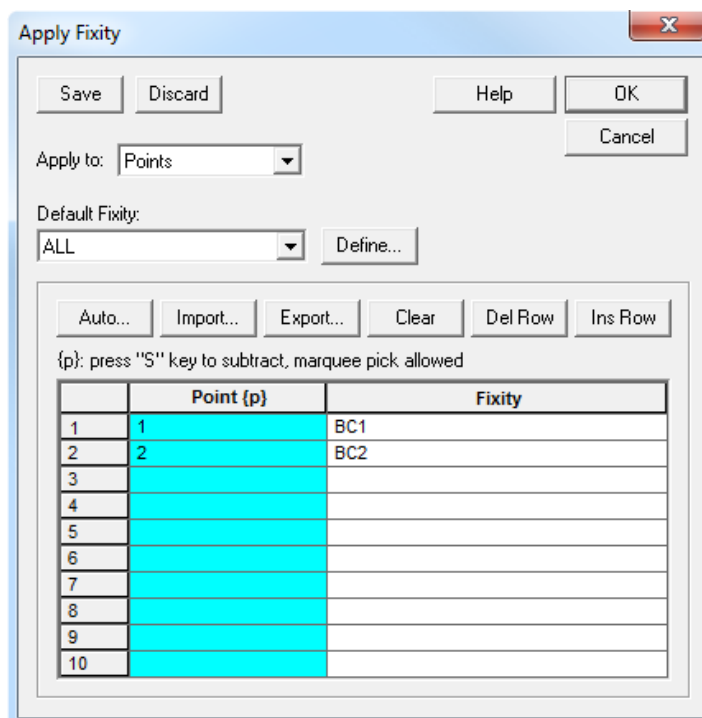 Apply Fixity
Save Discard Help OK
Cancel
Apply to: Points
Default Fixity:
ALL Define...
Auto... Import... Export... Clear Del Row Ins Row
{p}: press "S" key to subtract, marquee pick allowed
Point {p} Fixity
1 1 BC1
2 2 BC2
3
4
5
6
7
8
9
10